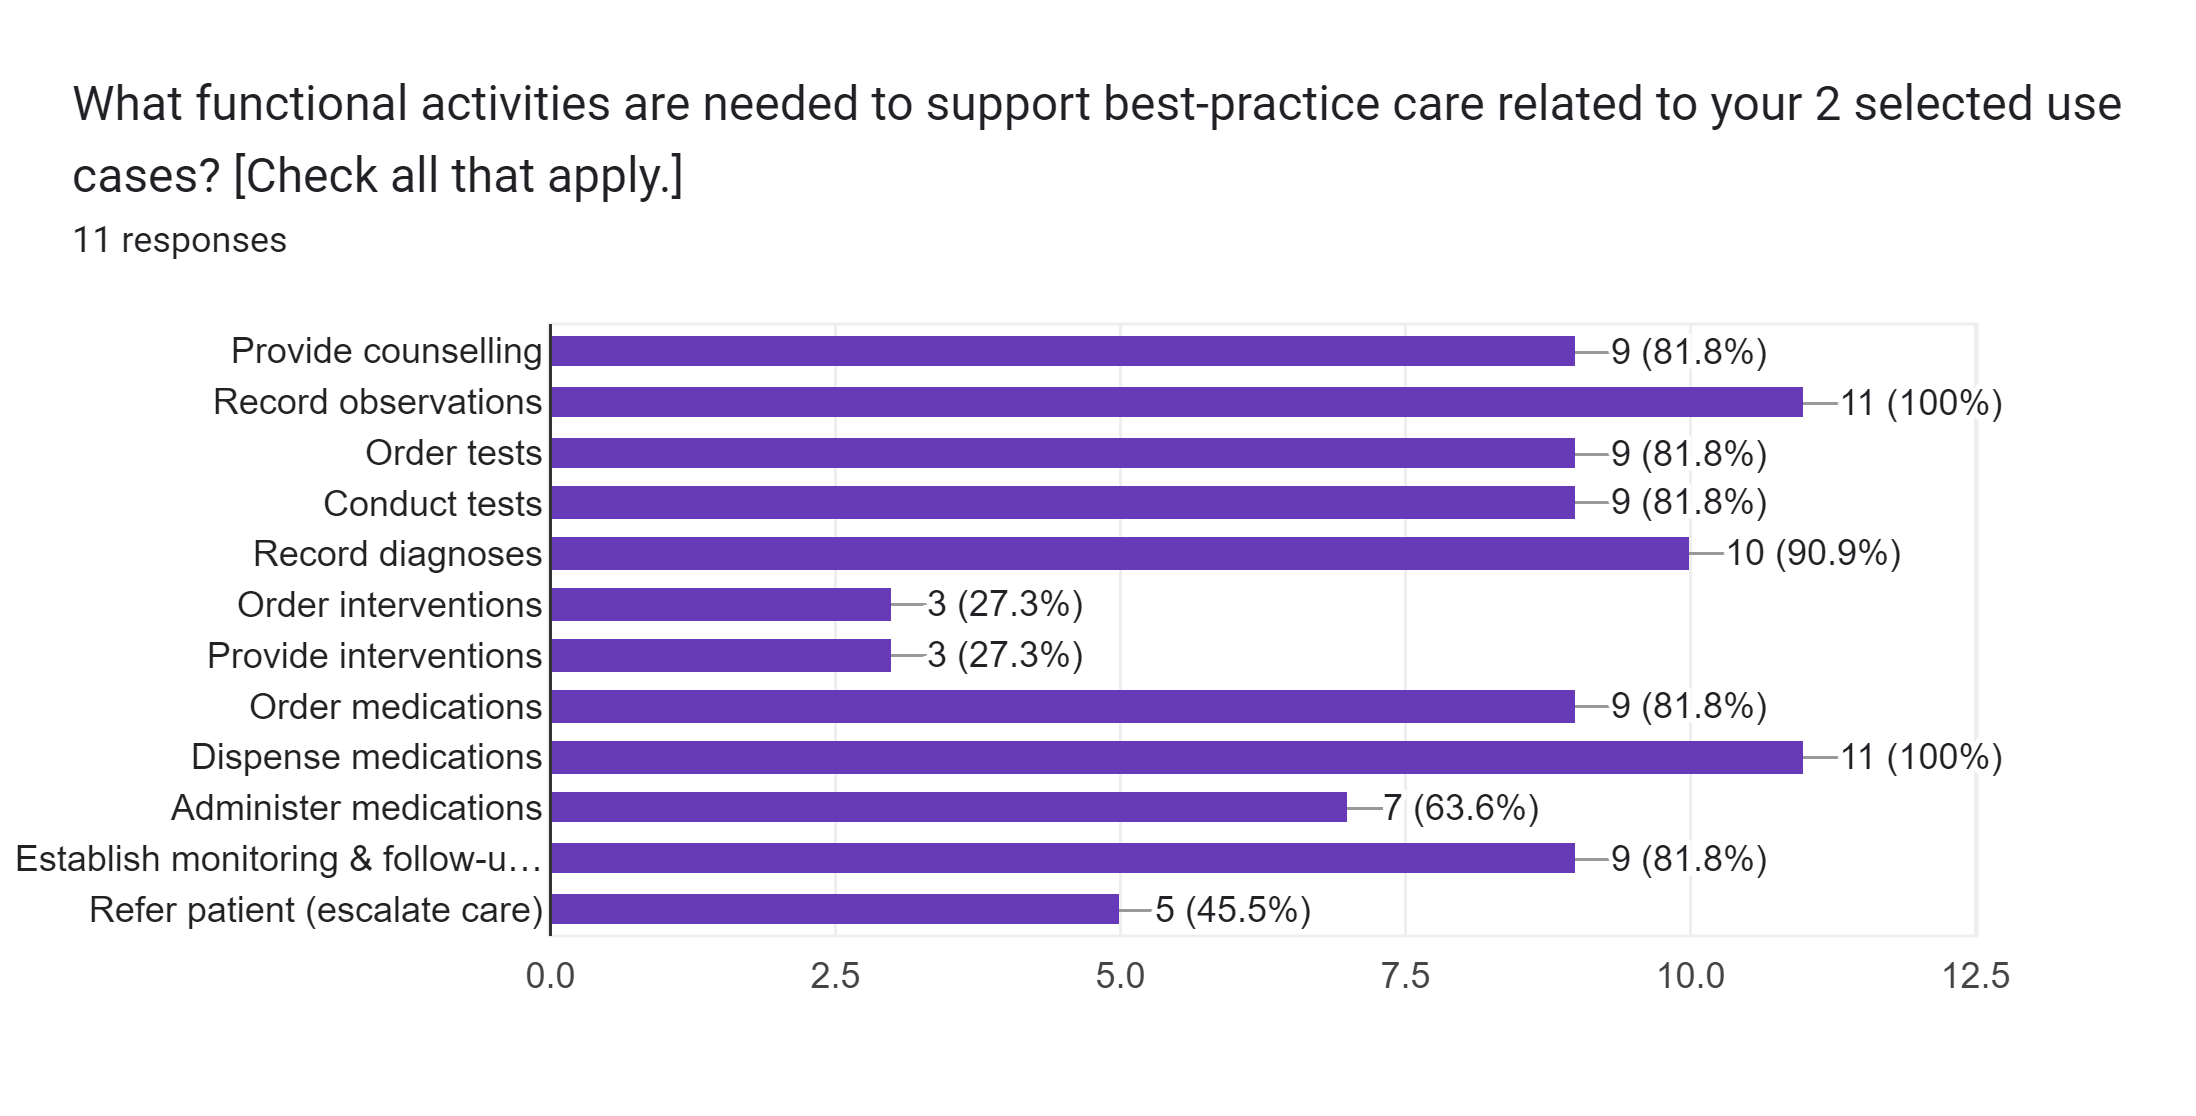 What functional activities are needed to support best-practice care related to your 2 selected use
cases? [Check all that apply.]
11 responses
Provide counselling 9 (81.8%)
Record observations 11 (100%)
Order tests 9 (81.8%)
Conduct tests 9 (81.8%)
Record diagnoses 10 (90.9%)
Order interventions 3 (27.3%)
Provide interventions 3 (27.3%)
Order medications 9 (81.8%)
Dispense medications 11 (100%)
Administer medications 7 (63.6%)
Establish monitoring & follow-u... 9 (81.8%)
Refer patient (escalate care) 5 (45.5%)
0.0 2.5 5.0 7.5 10.0 12.5